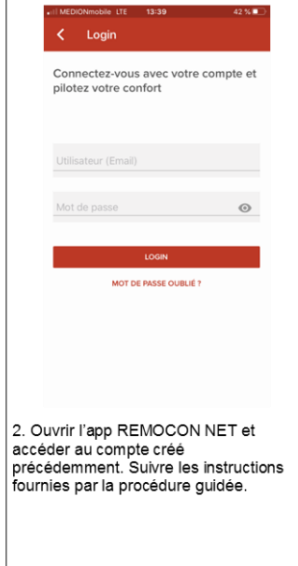 MEDIONmobile LTE 13:39 42 %
Login
Connectez-vous avec votre compte et
pilotez votre confort
Utilisateur (Email)
Mot de passe
LOGIN
MOT DE PASSE OUBLIÉ ?
2. Ouvrir l'app REMOCON NET et
accéder au compte créé
précédemment. Suivre les instructions
fournies par la procédure guidée.